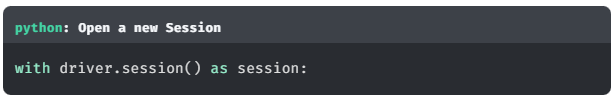 python: Open a new Session
with driver.session() as session: